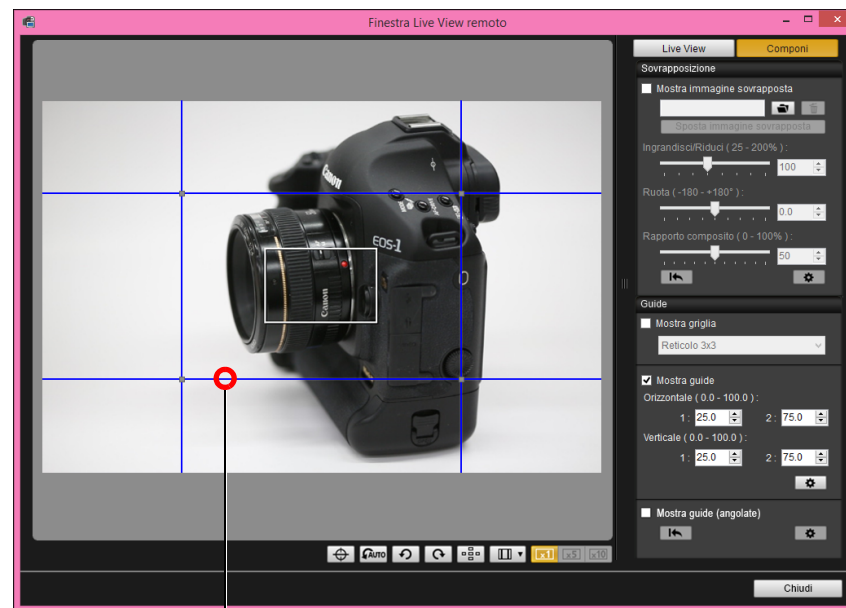 Finestra Live View remoto
Live View Componi
Sovrapposizione
Mostra immagine sovrapposta
Sposta immagine sovrapposta
Ingrandisci/Riduci ( 25 - 200% ) :
100
Ruota ( -180 - +180° ) :
0.0
Rapporto composito ( 0 - 100% ) :
50
Guide
Mostra griglia
Reticolo 3x3
Mostra guide
Orizzontale ( 0.0 - 100.0 ) :
1 : 25.0 2 : 75.0
Verticale ( 0.0 - 100.0 ) :
1 : 25.0 2 : 75.0
Mostra guide (angolate)
Canon
EOS-1
Canon
AUTO x1 x5 x10
Chiudi